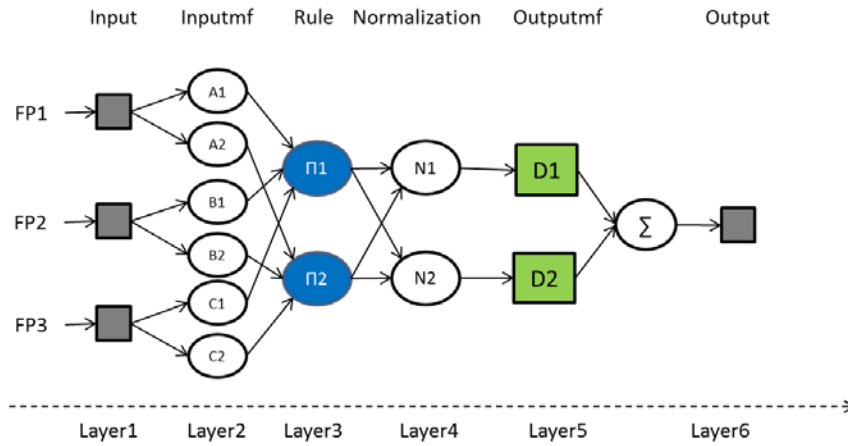 Input Inputmf Rule Normalization Outputmf Output
A1
FP1
A2
Π1 N1 D1
B1
FP2 Σ
B2
Π2 N2 D2
C1
FP3
C2
Layer1 Layer2 Layer3 Layer4 Layer5 Layer6